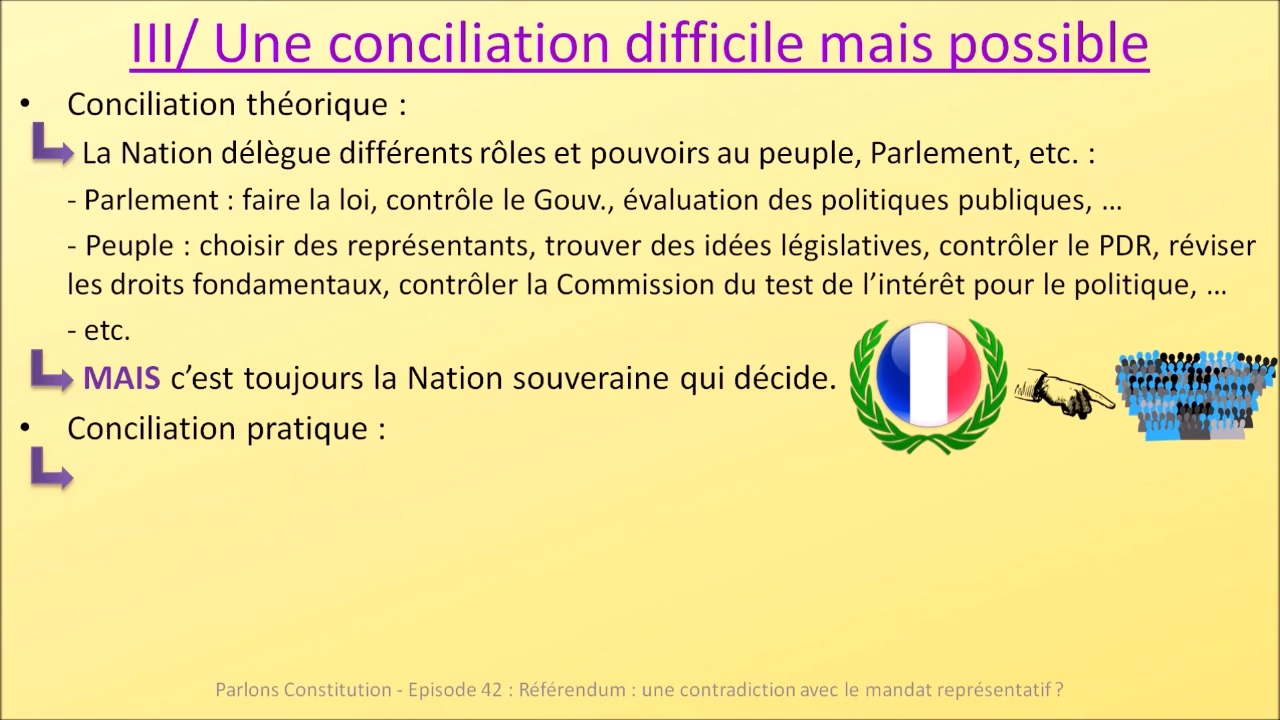 III/ Une conciliation difficile mais possible
• Conciliation théorique :
La Nation délègue différents rôles et pouvoirs au peuple, Parlement, etc. :
- Parlement : faire la loi, contrôle le Gouv., évaluation des politiques publiques, …
- Peuple : choisir des représentants, trouver des idées législatives, contrôler le PDR, réviser
les droits fondamentaux, contrôler la Commission du test de l’intérêt pour le politique, …
- etc.
MAIS c’est toujours la Nation souveraine qui décide.
• Conciliation pratique :
Parlons Constitution - Episode 42 : Référendum : une contradiction avec le mandat représentatif ?